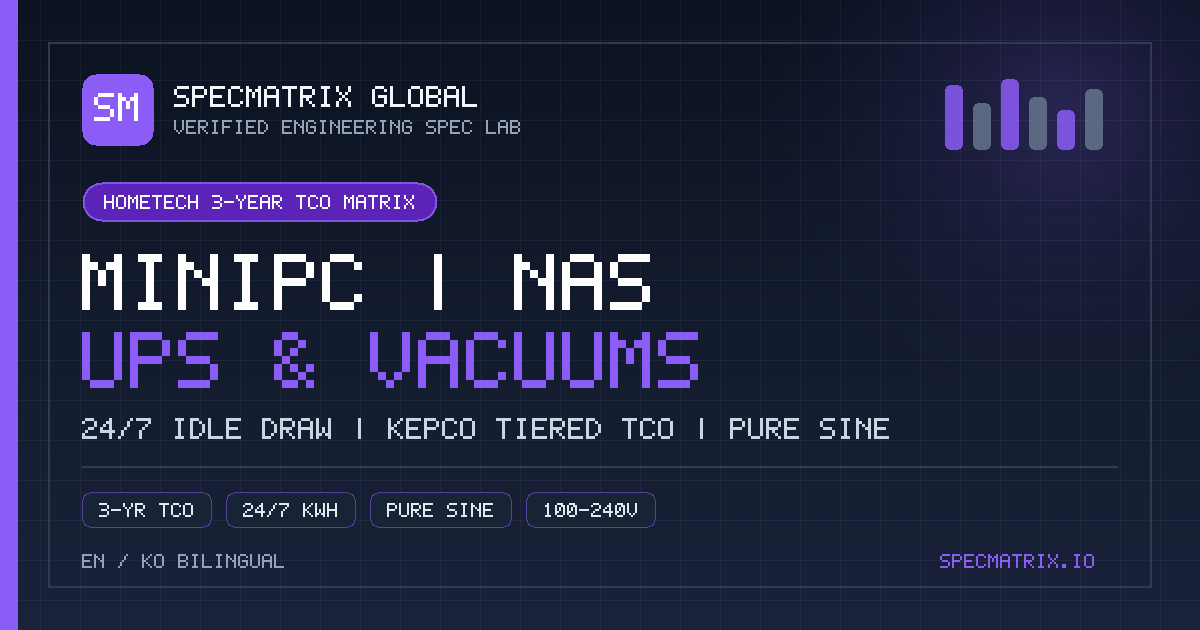 SM
SPECMATRIX GLOBAL
VERIFIED ENGINEERING SPEC LAB
HOMETECH 3-YEAR TCO MATRIX
MINIPC | NAS
UPS & VACUUMS
24/7 IDLE DRAW | KEPCO TIERED TCO | PURE SINE
3-YR TCO
24/7 KWH
PURE SINE
100-240V
EN / KO BILINGUAL
SPECMATRIX.IO